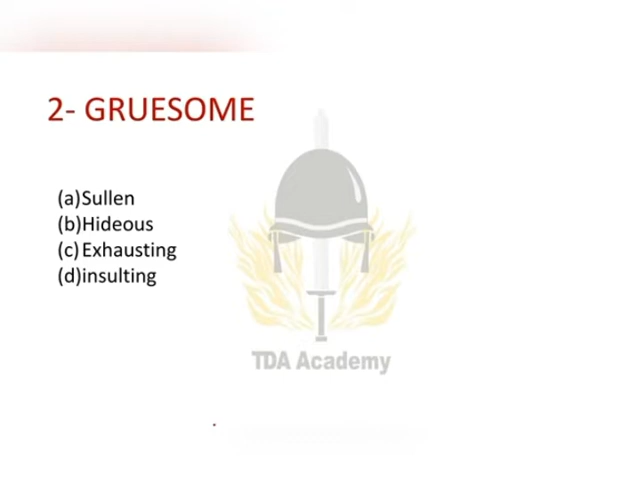 2- GRUESOME
(a)Sullen
(b)Hideous
(c)Exhausting
(d)insulting
TDA Academy